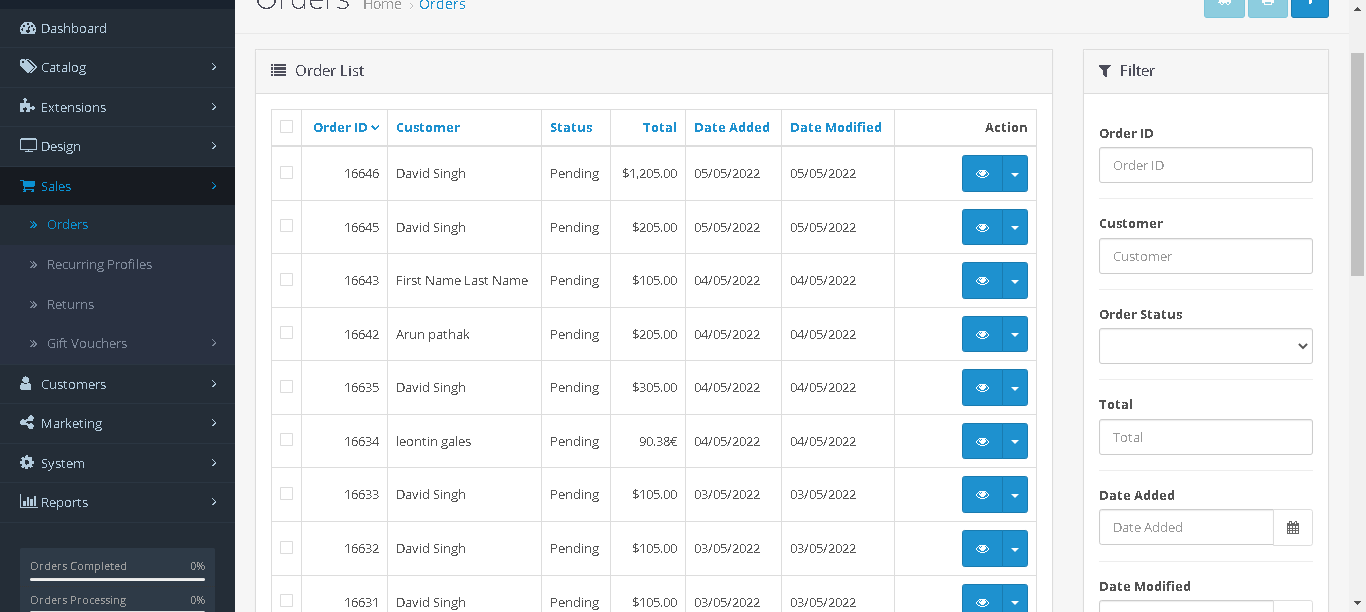 Orders Home › Orders
Dashboard
Catalog
Extensions
Design
Sales
» Orders
» Recurring Profiles
» Returns
» Gift Vouchers
Customers
Marketing
System
Reports
Orders Completed 0%
Orders Processing 0%
Order List
Order ID Customer Status Total Date Added Date Modified Action
16646 David Singh Pending $1,205.00 05/05/2022 05/05/2022
16645 David Singh Pending $205.00 05/05/2022 05/05/2022
16643 First Name Last Name Pending $105.00 04/05/2022 04/05/2022
16642 Arun pathak Pending $205.00 04/05/2022 04/05/2022
16635 David Singh Pending $305.00 04/05/2022 04/05/2022
16634 leontin gales Pending 90.38€ 04/05/2022 04/05/2022
16633 David Singh Pending $105.00 03/05/2022 03/05/2022
16632 David Singh Pending $105.00 03/05/2022 03/05/2022
16631 David Singh Pending $105.00 03/05/2022 03/05/2022
Filter
Order ID
Order ID
Customer
Customer
Order Status
Total
Total
Date Added
Date Added
Date Modified